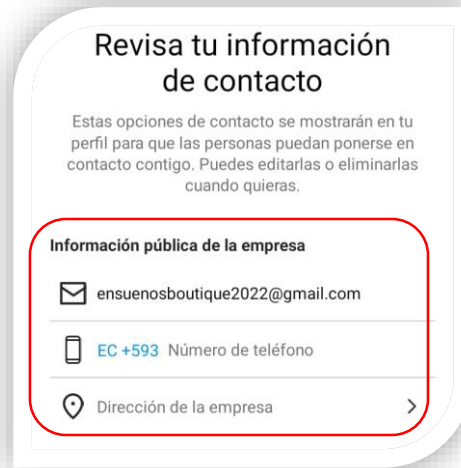 Revisa tu información
de contacto
Estas opciones de contacto se mostrarán en tu
perfil para que las personas puedan ponerse en
contacto contigo. Puedes editarlas o eliminarlas
cuando quieras.
Información pública de la empresa
ensuenosboutique2022@gmail.com
EC +593 Número de teléfono
Dirección de la empresa